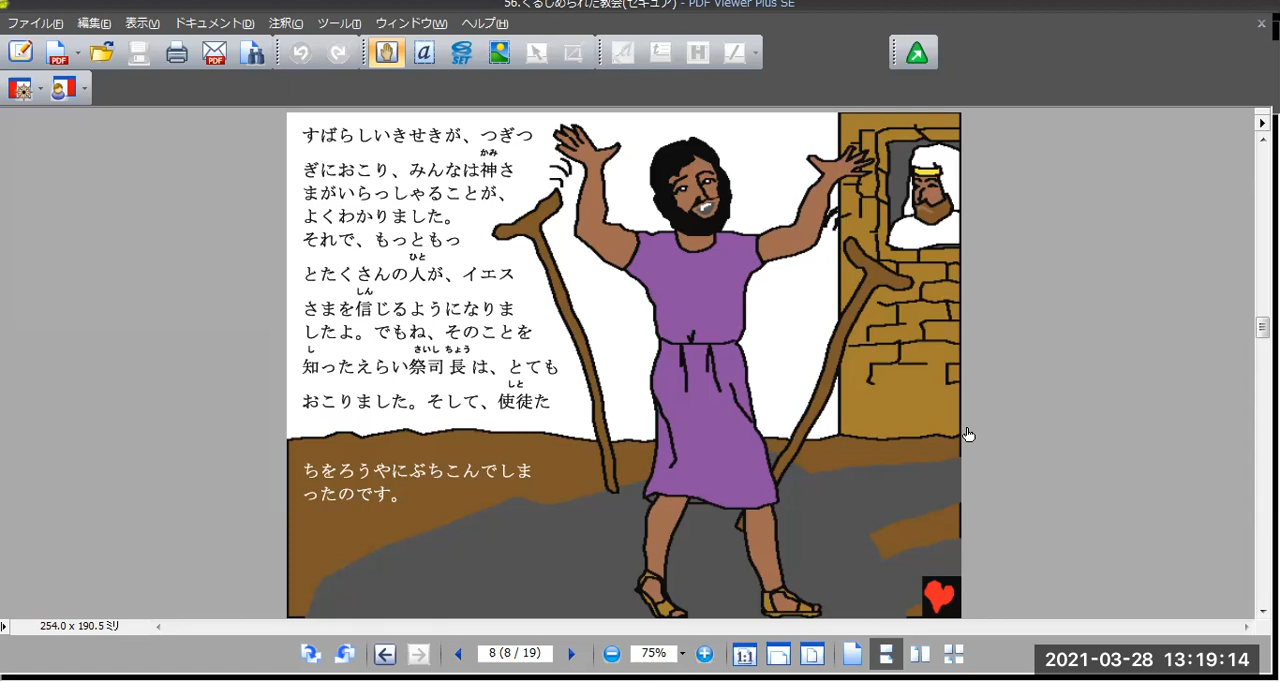 56.くるしめられた教会(セキュア) - PDF Viewer Plus SE
ファイル(F) 編集(E) 表示(V) ドキュメント(D) 注釈(C) ツール(T) ウィンドウ(W) ヘルプ(H)
すばらしいきせきが、つぎつ
かみ
ぎにおこり、みんなは神さ
まがいらっしゃることが、
よくわかりました。
それで、もっともっ
ひと
とたくさんの人が、イエス
しん
さまを信じるようになりま
したよ。でもね、そのことを
し さいし ちょう
知ったえらい祭司長は、とても
しと
おこりました。そして、使徒た
ちをろうやにぶちこんでしま
ったのです。
254.0 x 190.5 ミリ
8 (8 / 19) 75% 1:1
2021-03-28 13:19:14